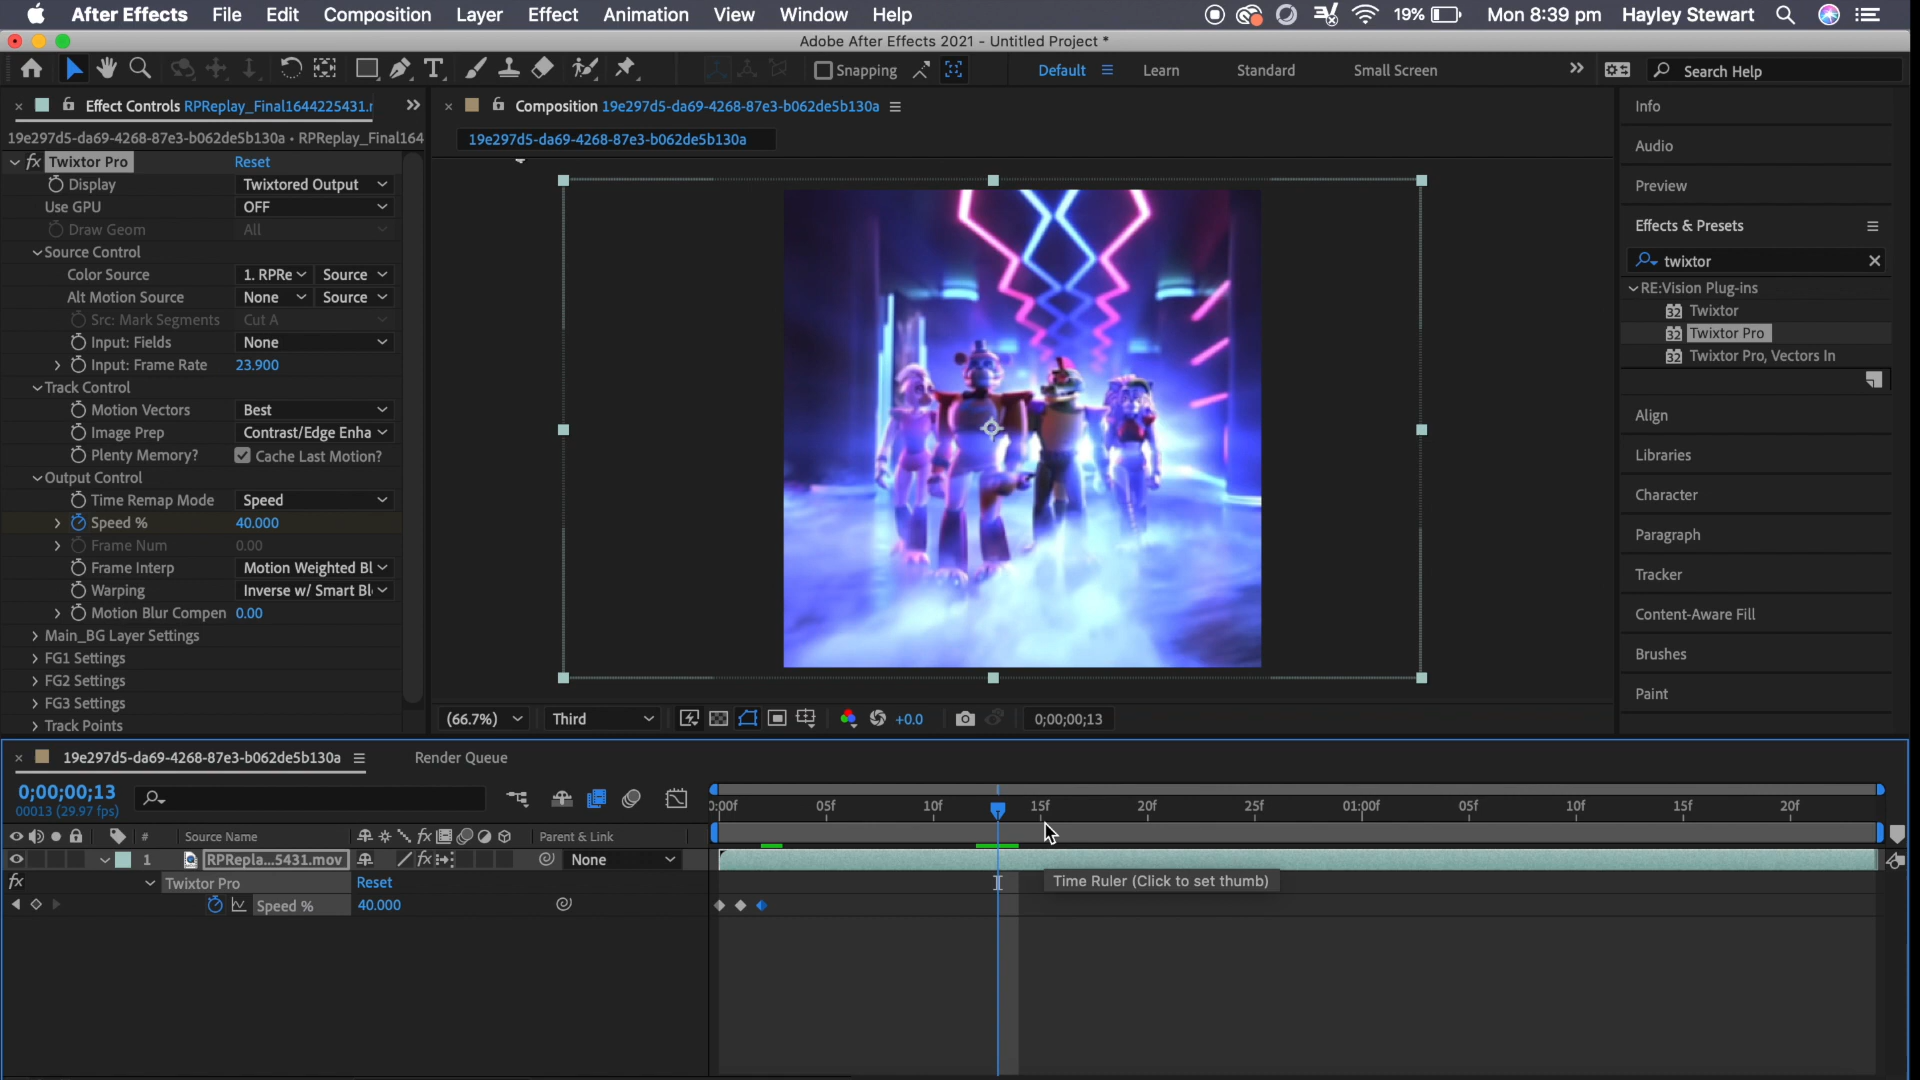 After Effects File Edit Composition Layer Effect Animation View Window Help 19% Mon 8:39 pm Hayley Stewart
Adobe After Effects 2021 - Untitled Project *
Snapping Default Learn Standard Small Screen Search Help
Effect Controls RPReplay_Final1644225431.r
19e297d5-da69-4268-87e3-b062de5b130a • RPReplay_Final164
fx Twixtor Pro Reset
Display Twixtored Output
Use GPU OFF
Draw Geom All
Source Control
Color Source 1. RPRe Source
Alt Motion Source None Source
Src: Mark Segments Cut A
Input: Fields None
Input: Frame Rate 23.900
Track Control
Motion Vectors Best
Image Prep Contrast/Edge Enha
Plenty Memory? Cache Last Motion?
Output Control
Time Remap Mode Speed
Speed % 40.000
Frame Num 0.00
Frame Interp Motion Weighted Bl
Warping Inverse w/ Smart Bl
Motion Blur Compen 0.00
Main_BG Layer Settings
FG1 Settings
FG2 Settings
FG3 Settings
Track Points
Composition 19e297d5-da69-4268-87e3-b062de5b130a
19e297d5-da69-4268-87e3-b062de5b130a
(66.7%) Third +0.0 0;00;00;13
Info
Audio
Preview
Effects & Presets
twixtor
RE:Vision Plug-ins
32 Twixtor
32 Twixtor Pro
32 Twixtor Pro, Vectors In
Align
Libraries
Character
Paragraph
Tracker
Content-Aware Fill
Brushes
Paint
19e297d5-da69-4268-87e3-b062de5b130a Render Queue
0;00;00;13
00013 (29.97 fps)
0:00f 05f 10f 15f 20f 25f 01:00f 05f 10f 15f 20f
# Source Name fx Parent & Link
1 RPRepla...5431.mov fx None
fx Twixtor Pro Reset
Time Ruler (Click to set thumb)
Speed % 40.000